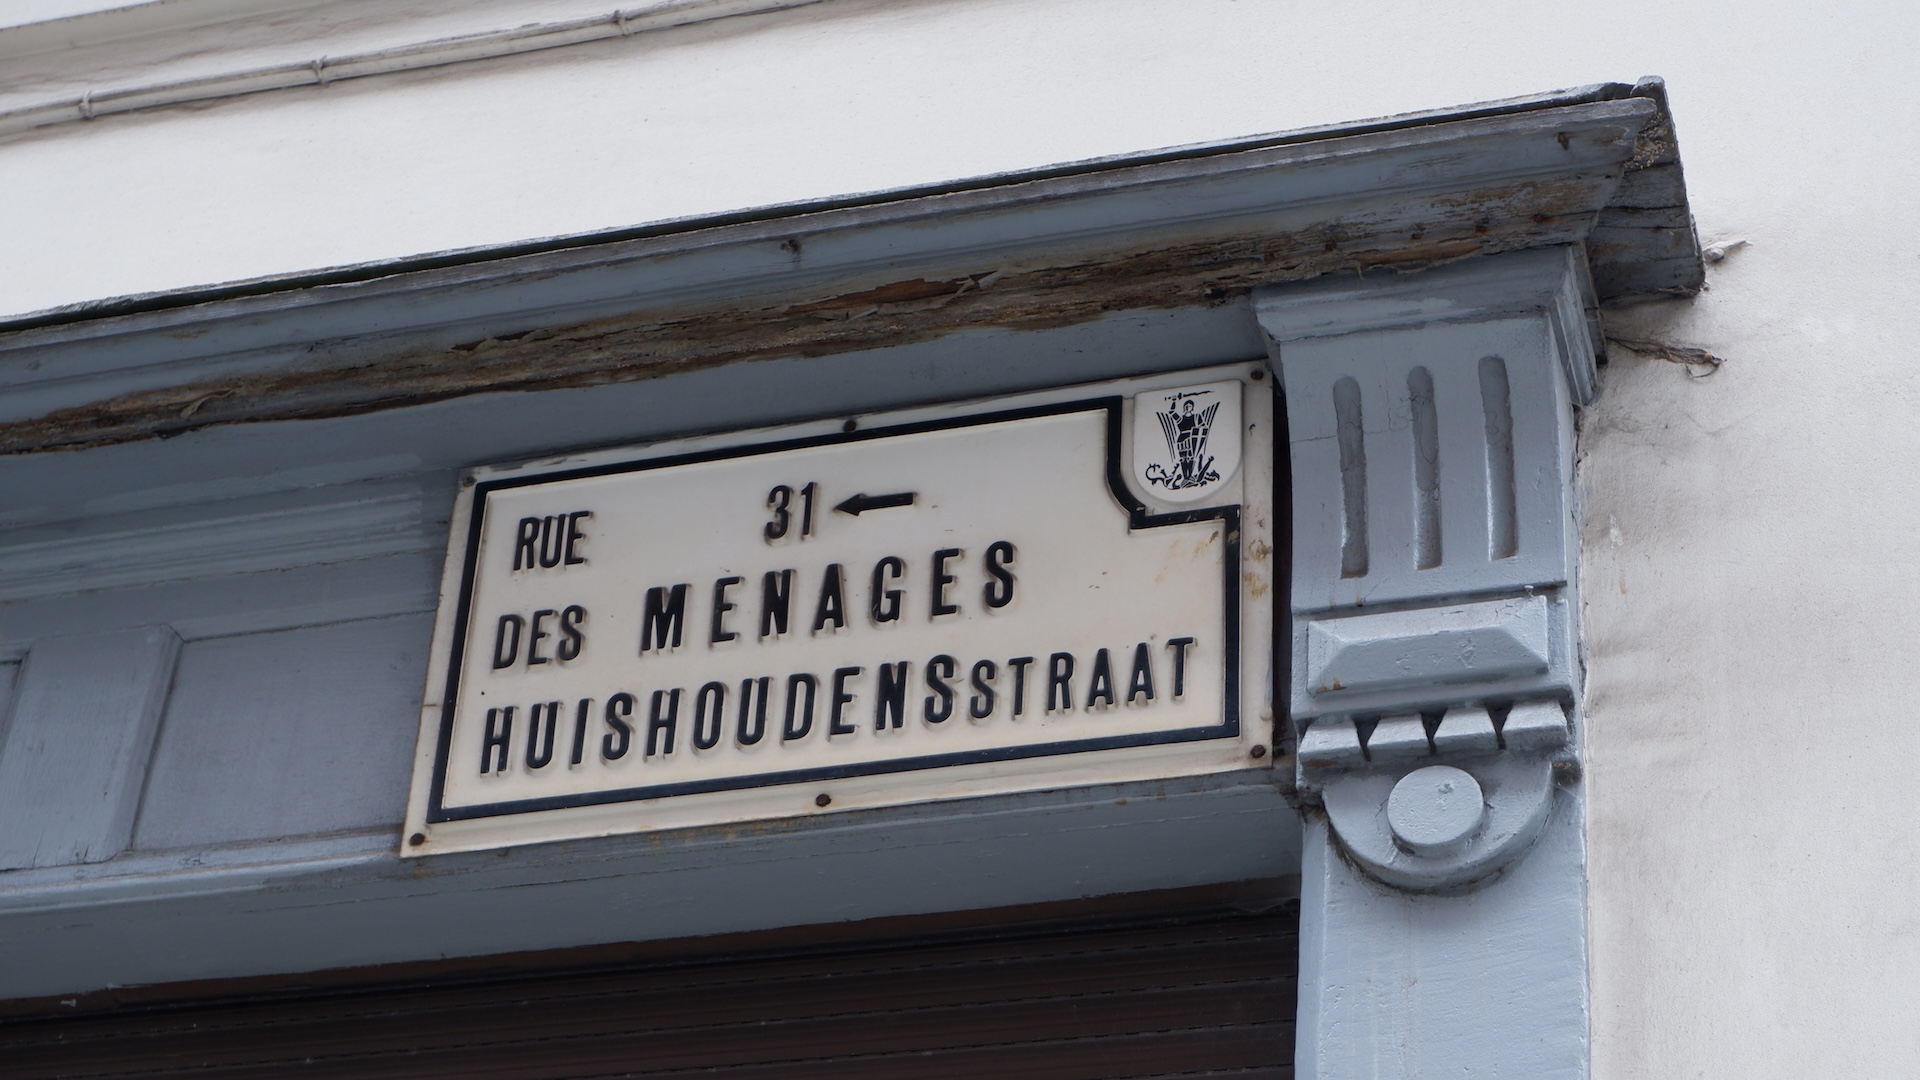 RUE 31 ←
DES MENAGES
HUISHOUDENSSTRAAT